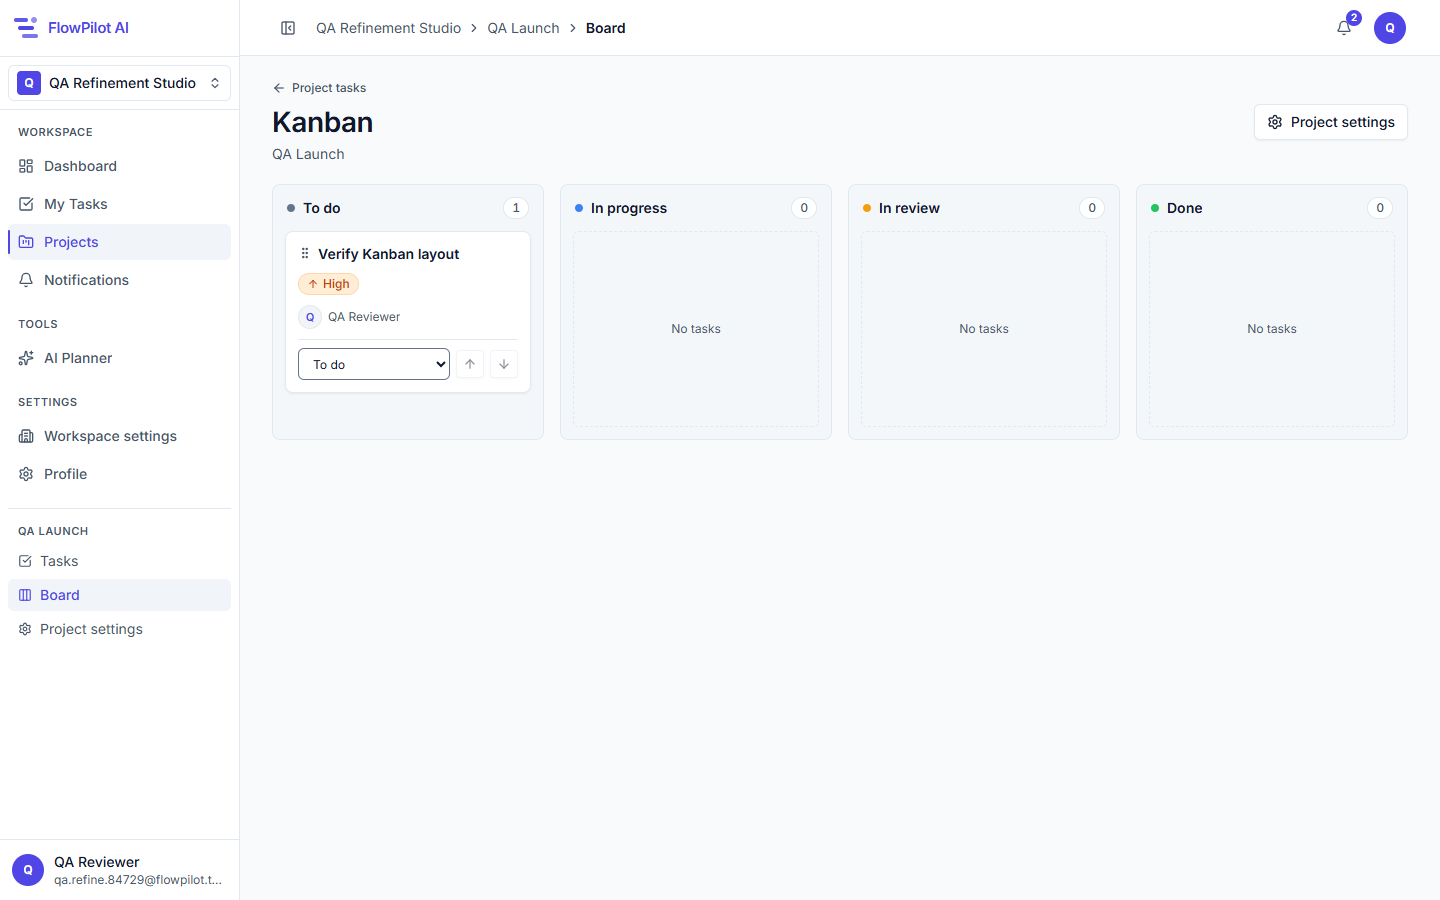 FlowPilot AI
Q QA Refinement Studio
WORKSPACE
Dashboard
My Tasks
Projects
Notifications
TOOLS
AI Planner
SETTINGS
Workspace settings
Profile
QA LAUNCH
Tasks
Board
Project settings
Q QA Reviewer
qa.refine.84729@flowpilot.t...
QA Refinement Studio > QA Launch > Board
2
Q
Project tasks
Kanban
QA Launch
Project settings
To do 1
Verify Kanban layout
High
Q QA Reviewer
To do
In progress 0
No tasks
In review 0
No tasks
Done 0
No tasks